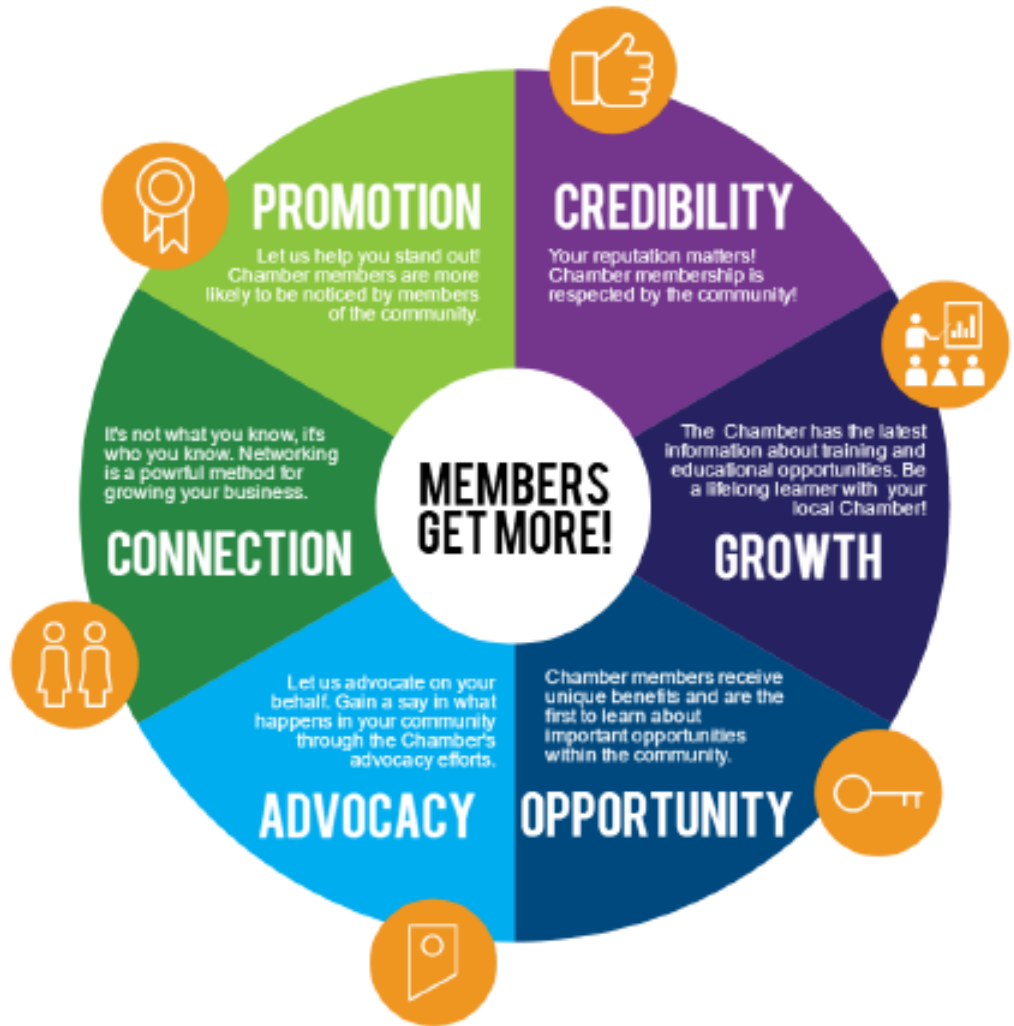 PROMOTION
Let us help you stand out!
Chamber members are more
likely to be noticed by members
of the community.
CREDIBILITY
Your reputation matters!
Chamber membership is
respected by the community!
The Chamber has the latest
information about training and
educational opportunities. Be
a lifelong learner with your
local Chamber!
GROWTH
Chamber members receive
unique benefits and are the
first to learn about
important opportunities
within the community.
OPPORTUNITY
Let us advocate on your
behalf. Gain a say in what
happens in your community
through the Chamber's
advocacy efforts.
ADVOCACY
It's not what you know, it's
who you know. Networking
is a powrful method for
growing your business.
CONNECTION
MEMBERS
GET MORE!